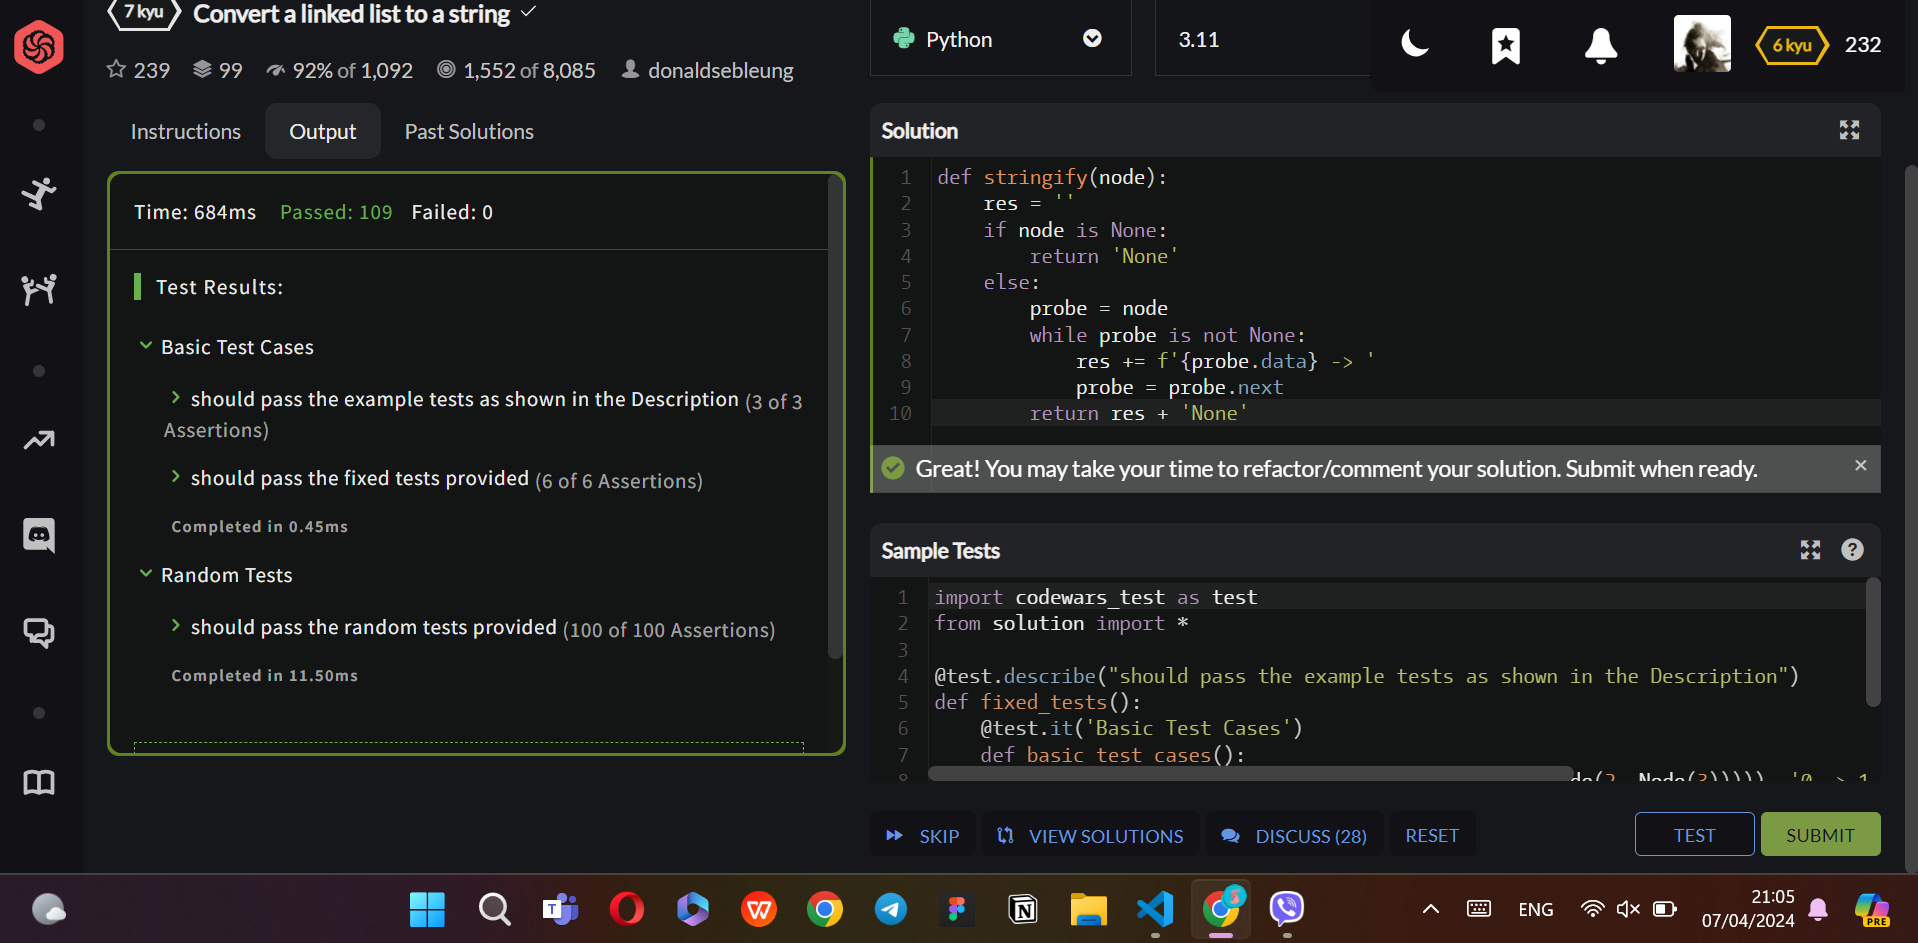 7 kyu Convert a linked list to a string
239 99 92% of 1,092 1,552 of 8,085 donaldsebleung
Python
3.11
6 kyu 232
Instructions Output Past Solutions
Time: 684ms Passed: 109 Failed: 0
Test Results:
Basic Test Cases
should pass the example tests as shown in the Description (3 of 3
Assertions)
should pass the fixed tests provided (6 of 6 Assertions)
Completed in 0.45ms
Random Tests
should pass the random tests provided (100 of 100 Assertions)
Completed in 11.50ms
Solution
1 def stringify(node):
2 res = ''
3 if node is None:
4 return 'None'
5 else:
6 probe = node
7 while probe is not None:
8 res += f'{probe.data} -> '
9 probe = probe.next
10 return res + 'None'
Great! You may take your time to refactor/comment your solution. Submit when ready.
Sample Tests
1 import codewars_test as test
2 from solution import *
3
4 @test.describe("should pass the example tests as shown in the Description")
5 def fixed_tests():
6 @test.it('Basic Test Cases')
7 def basic_test_cases():
8 de(2, Node(3))))), '0 -> 1
SKIP VIEW SOLUTIONS DISCUSS (28) RESET TEST SUBMIT
ENG
21:05
07/04/2024
PRE